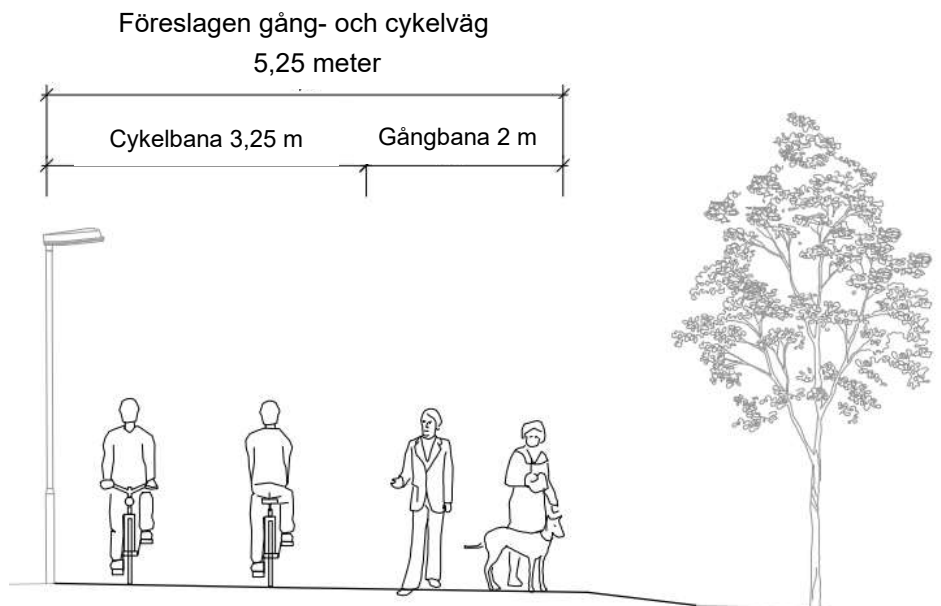 Föreslagen gång- och cykelväg
5,25 meter
Cykelbana 3,25 m
Gångbana 2 m